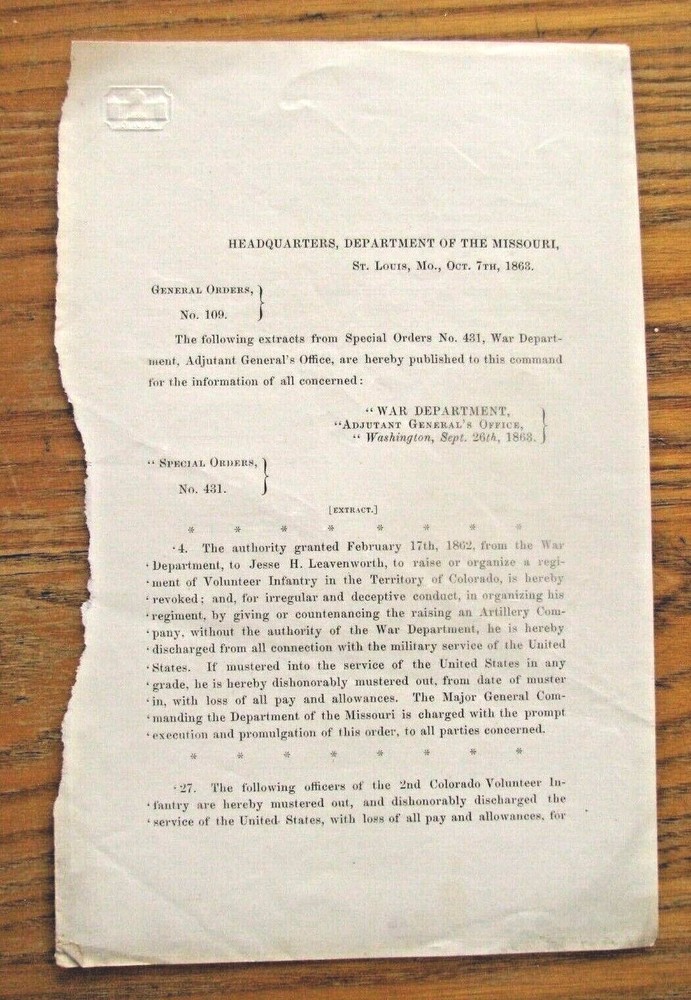 HEADQUARTERS, DEPARTMENT OF THE MISSOURI,
ST. LOUIS, MO., OCT. 7TH, 1863.
GENERAL ORDERS,
No. 109.
The following extracts from Special Orders No. 431, War Depart-
ment, Adjutant General's Office, are hereby published to this command
for the information of all concerned:
“ WAR DEPARTMENT,
“ADJUTANT GENERAL'S OFFICE,
“ Washington, Sept. 26th, 1863.
“ SPECIAL ORDERS,
No. 431.
[EXTRACT.]
* * * * * * * *
‘4. The authority granted February 17th, 1862, from the War
‘Department, to Jesse H. Leavenworth, to raise or organize a regi-
‘ment of Volunteer Infantry in the Territory of Colorado, is hereby
‘revoked; and, for irregular and deceptive conduct, in organizing his
‘regiment, by giving or countenancing the raising an Artillery Com-
‘pany, without the authority of the War Department, he is hereby
‘discharged from all connection with the military service of the United
‘States. If mustered into the service of the United States in any
‘grade, he is hereby dishonorably mustered out, from date of muster
‘in, with loss of all pay and allowances. The Major General Com-
‘manding the Department of the Missouri is charged with the prompt
‘execution and promulgation of this order, to all parties concerned.
* * * * * * * *
‘27. The following officers of the 2nd Colorado Volunteer In-
‘fantry are hereby mustered out, and dishonorably discharged the
‘service of the United States, with loss of all pay and allowances, for